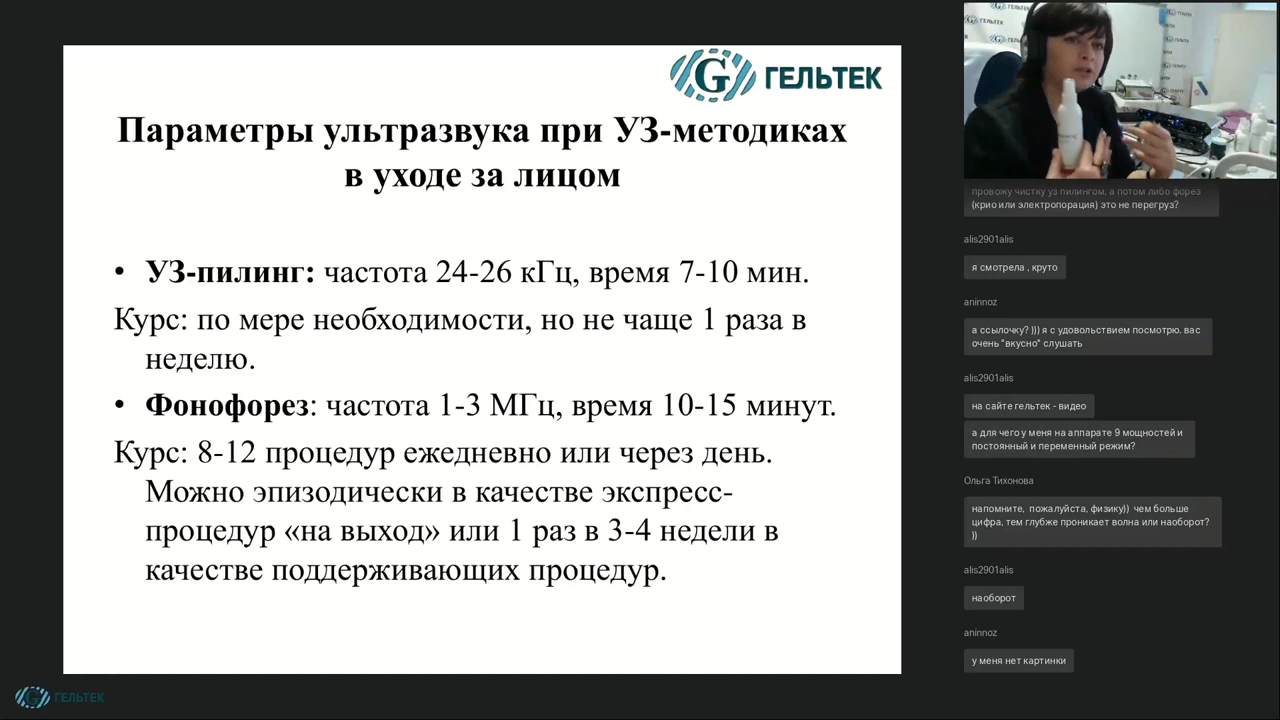 ГЕЛЬТЕК
Параметры ультразвука при УЗ-методиках
в уходе за лицом
• УЗ-пилинг: частота 24-26 кГц, время 7-10 мин.
Курс: по мере необходимости, но не чаще 1 раза в
неделю.
• Фонофорез: частота 1-3 МГц, время 10-15 минут.
Курс: 8-12 процедур ежедневно или через день.
Можно эпизодически в качестве экспресс-
процедур «на выход» или 1 раз в 3-4 недели в
качестве поддерживающих процедур.
ГЕЛЬТЕК
провожу чистку уз пилингом, а потом либо форез
(крио или электропорация) это не перегруз?
alis2901alis
я смотрела , круто
aninnoz
а ссылочку? ))) я с удовольствием посмотрю. вас
очень "вкусно" слушать
alis2901alis
на сайте гельтек - видео
а для чего у меня на аппарате 9 мощностей и
постоянный и переменный режим?
Ольга Тихонова
напомните, пожалуйста, физику)) чем больше
цифра, тем глубже проникает волна или наоборот?
))
alis2901alis
наоборот
aninnoz
у меня нет картинки